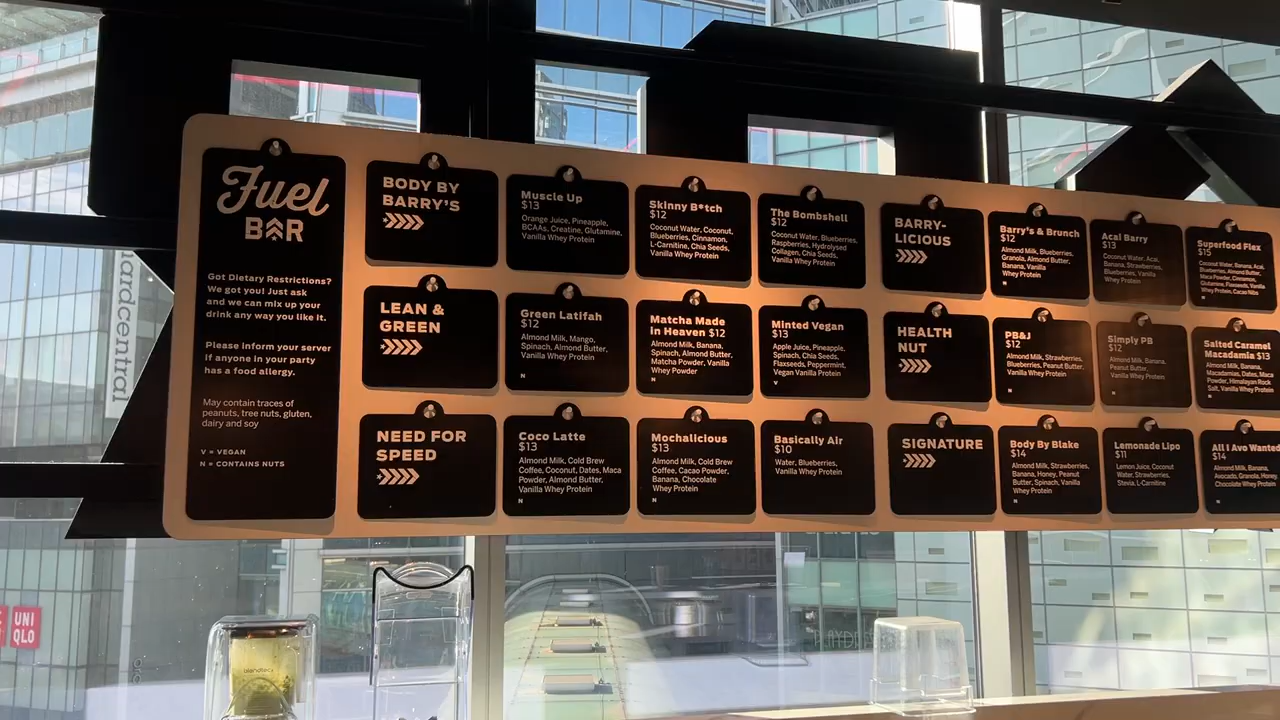 Fuel
BAR
Got Dietary Restrictions?
We got you! Just ask
and we can mix up your
drink any way you like it.
Please inform your server
if anyone in your party
has a food allergy.
May contain traces of
peanuts, tree nuts, gluten,
dairy and soy
V = VEGAN
N = CONTAINS NUTS
BODY BY
BARRY'S
Muscle Up
$13
Orange Juice, Pineapple,
BCAAs, Creatine, Glutamine,
Vanilla Whey Protein
Skinny B*tch
$12
Coconut Water, Coconut,
Blueberries, Cinnamon,
L-Carnitine, Chia Seeds,
Vanilla Whey Protein
The Bombshell
$12
Coconut Water, Blueberries,
Raspberries, Hydrolysed
Collagen, Chia Seeds,
Vanilla Whey Protein
BARRY-
LICIOUS
Barry's & Brunch
$12
Almond Milk, Blueberries,
Granola, Almond Butter,
Banana, Vanilla
Whey Protein
N
Acai Barry
$13
Coconut Water, Acai,
Banana, Strawberries,
Blueberries, Vanilla
Whey Protein
Superfood Flex
$15
Coconut Water, Banana, Acai,
Blueberries, Almond Butter,
Maca Powder, Cinnamon,
Glutamine, Flaxseeds, Vanilla
Whey Protein, Cacao Nibs
N
LEAN &
GREEN
Green Latifah
$12
Almond Milk, Mango,
Spinach, Almond Butter,
Vanilla Whey Protein
N
Matcha Made
in Heaven $12
Almond Milk, Banana,
Spinach, Almond Butter,
Matcha Powder, Vanilla
Whey Powder
N
Minted Vegan
$13
Apple Juice, Pineapple,
Spinach, Chia Seeds,
Flaxseeds, Peppermint,
Vegan Vanilla Protein
V
HEALTH
NUT
PB&J
$12
Almond Milk, Strawberries,
Blueberries, Peanut Butter,
Vanilla Whey Protein
N
Simply PB
$12
Almond Milk, Banana,
Peanut Butter,
Vanilla Whey Protein
N
Salted Caramel
Macadamia $13
Almond Milk, Banana,
Macadamias, Dates, Maca
Powder, Himalayan Rock
Salt, Vanilla Whey Protein
N
NEED FOR
SPEED
Coco Latte
$13
Almond Milk, Cold Brew
Coffee, Coconut, Dates, Maca
Powder, Almond Butter,
Vanilla Whey Protein
N
Mochalicious
$13
Almond Milk, Cold Brew
Coffee, Cacao Powder,
Banana, Chocolate
Whey Protein
N
Basically Air
$10
Water, Blueberries,
Vanilla Whey Protein
SIGNATURE
Body By Blake
$14
Almond Milk, Strawberries,
Banana, Honey, Peanut
Butter, Spinach, Vanilla
Whey Protein
N
Lemonade Lipo
$11
Lemon Juice, Coconut
Water, Strawberries,
Stevia, L-Carnitine
All I Avo Wanted
$14
Almond Milk, Banana,
Avocado, Granola, Honey,
Chocolate Whey Protein
N
ardcentral
UNI
QLO
blendtec